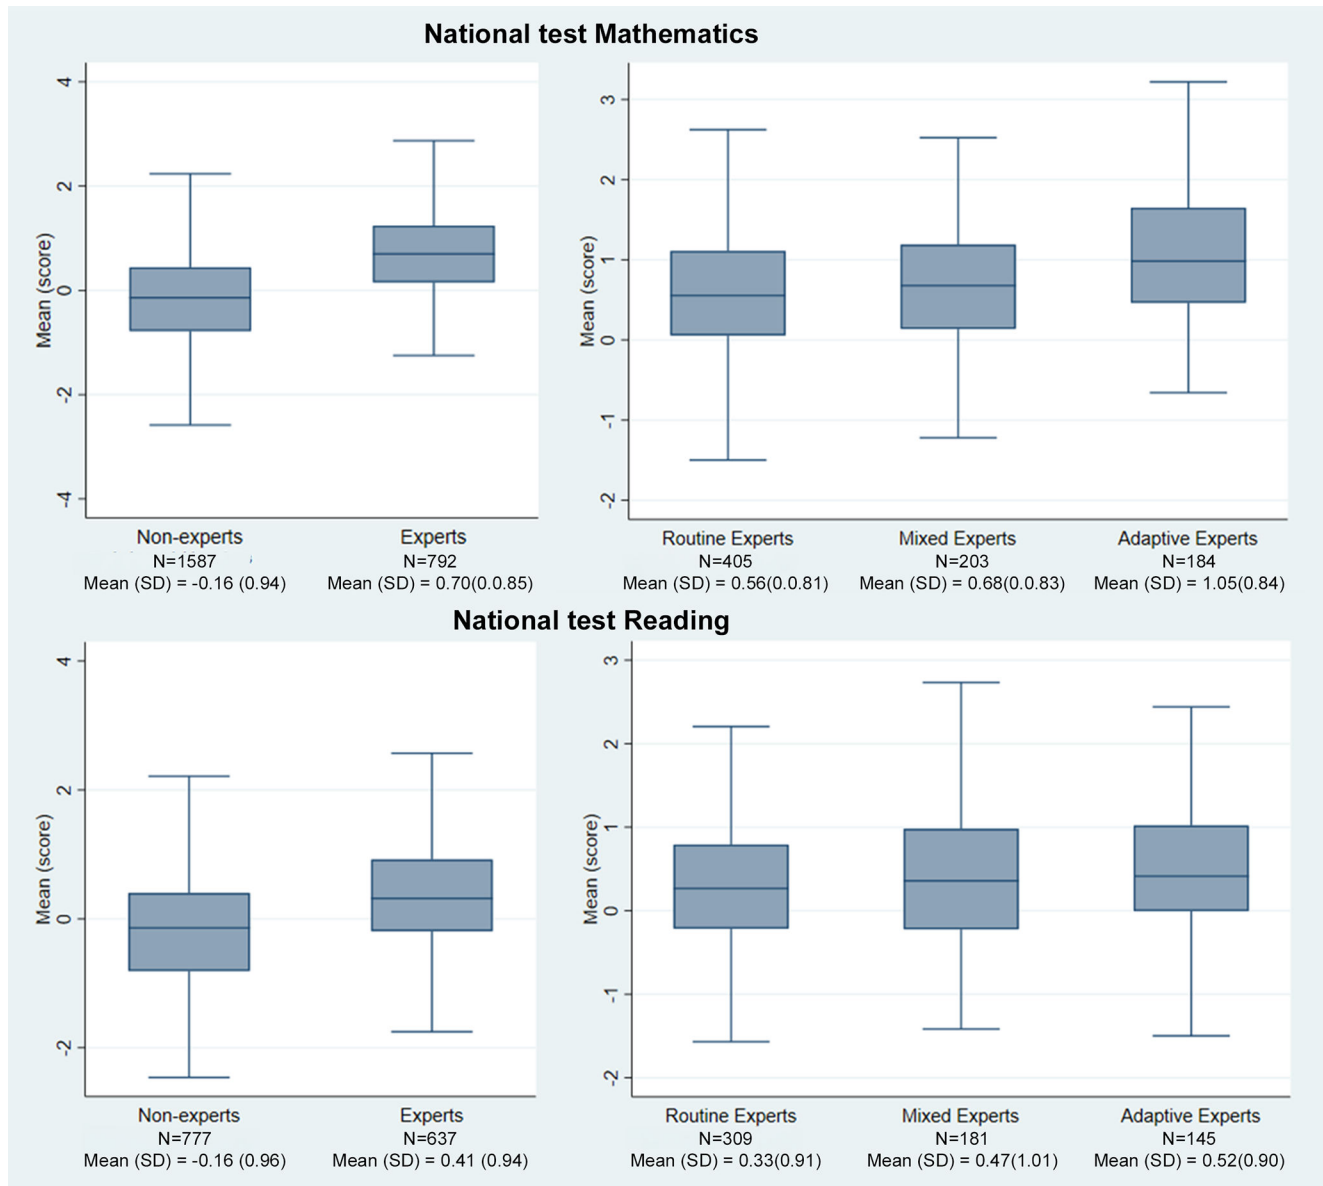 National test Mathematics
Mean (score)
4
2
0
-2
-4
Non-experts
N=1587
Mean (SD) = -0.16 (0.94)
Experts
N=792
Mean (SD) = 0.70(0.0.85)
Mean (score)
3
2
1
0
-1
-2
Routine Experts
N=405
Mean (SD) = 0.56(0.0.81)
Mixed Experts
N=203
Mean (SD) = 0.68(0.0.83)
Adaptive Experts
N=184
Mean (SD) = 1.05(0.84)
National test Reading
Mean (score)
4
2
0
-2
Non-experts
N=777
Mean (SD) = -0.16 (0.96)
Experts
N=637
Mean (SD) = 0.41 (0.94)
Mean (score)
3
2
1
0
-1
-2
Routine Experts
N=309
Mean (SD) = 0.33(0.91)
Mixed Experts
N=181
Mean (SD) = 0.47(1.01)
Adaptive Experts
N=145
Mean (SD) = 0.52(0.90)